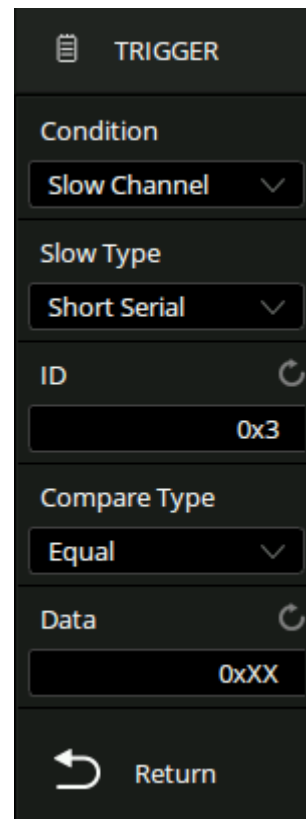 TRIGGER
Condition
Slow Channel
Slow Type
Short Serial
ID
0x3
Compare Type
Equal
Data
0xXX
Return